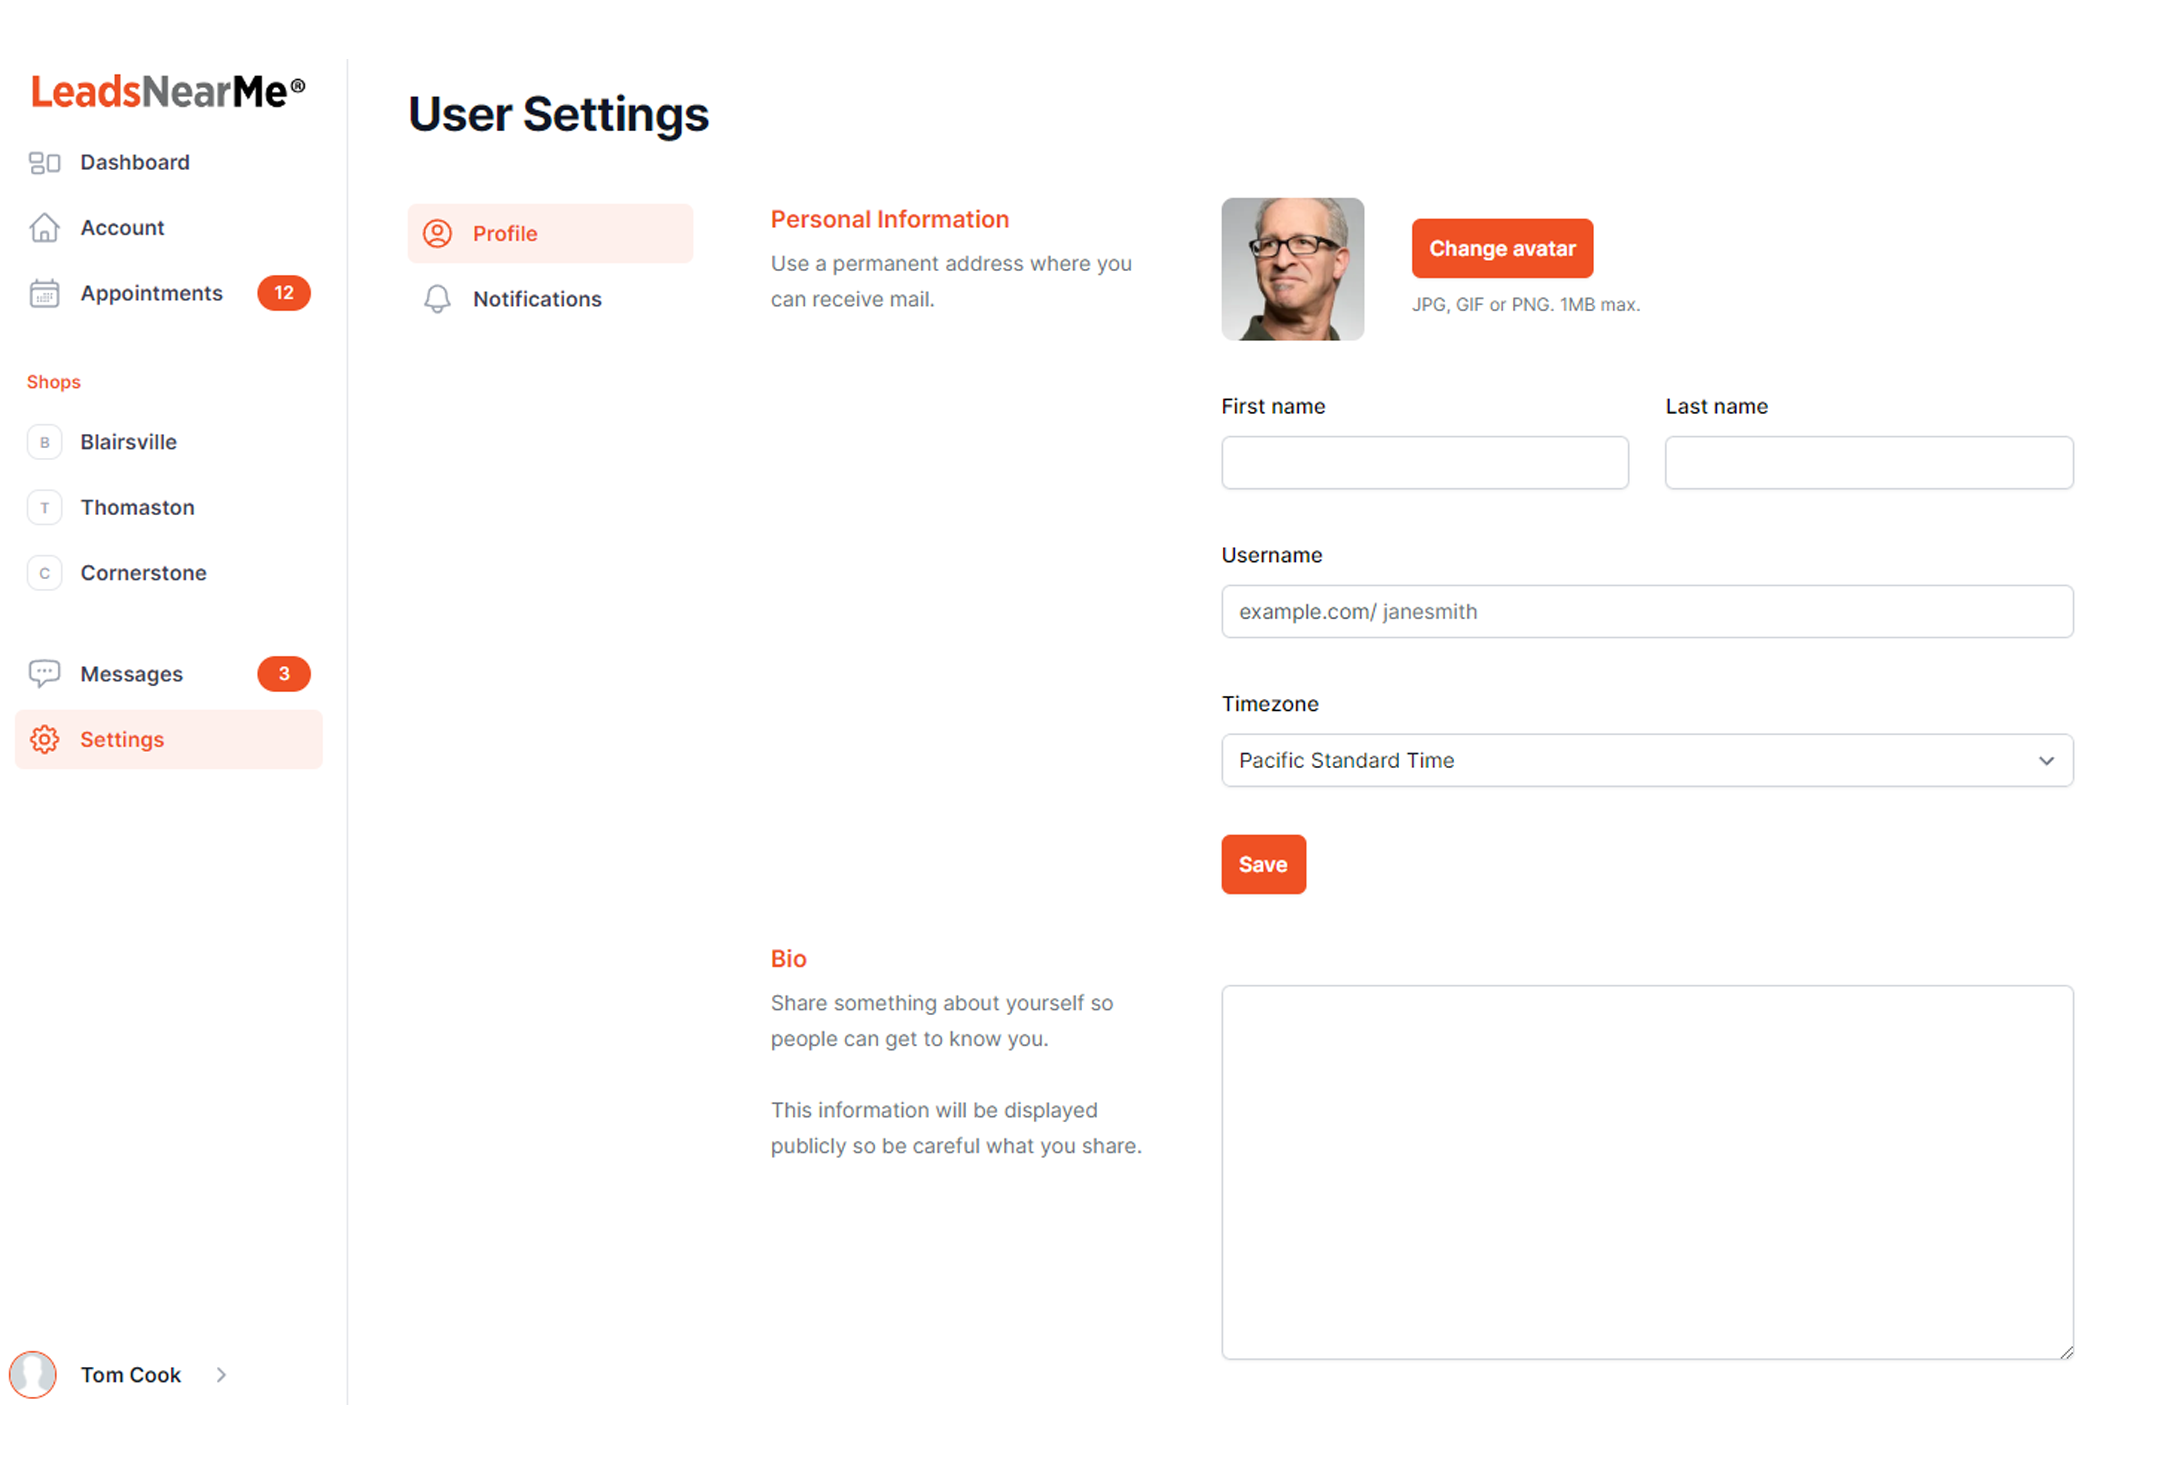 LeadsNearMe®
Dashboard
Account
Appointments 12
Shops
B Blairsville
T Thomaston
C Cornerstone
Messages 3
Settings
Tom Cook
User Settings
Profile
Notifications
Personal Information
Use a permanent address where you
can receive mail.
Change avatar
JPG, GIF or PNG. 1MB max.
First name
Last name
Username
example.com/ janesmith
Timezone
Pacific Standard Time
Save
Bio
Share something about yourself so
people can get to know you.
This information will be displayed
publicly so be careful what you share.